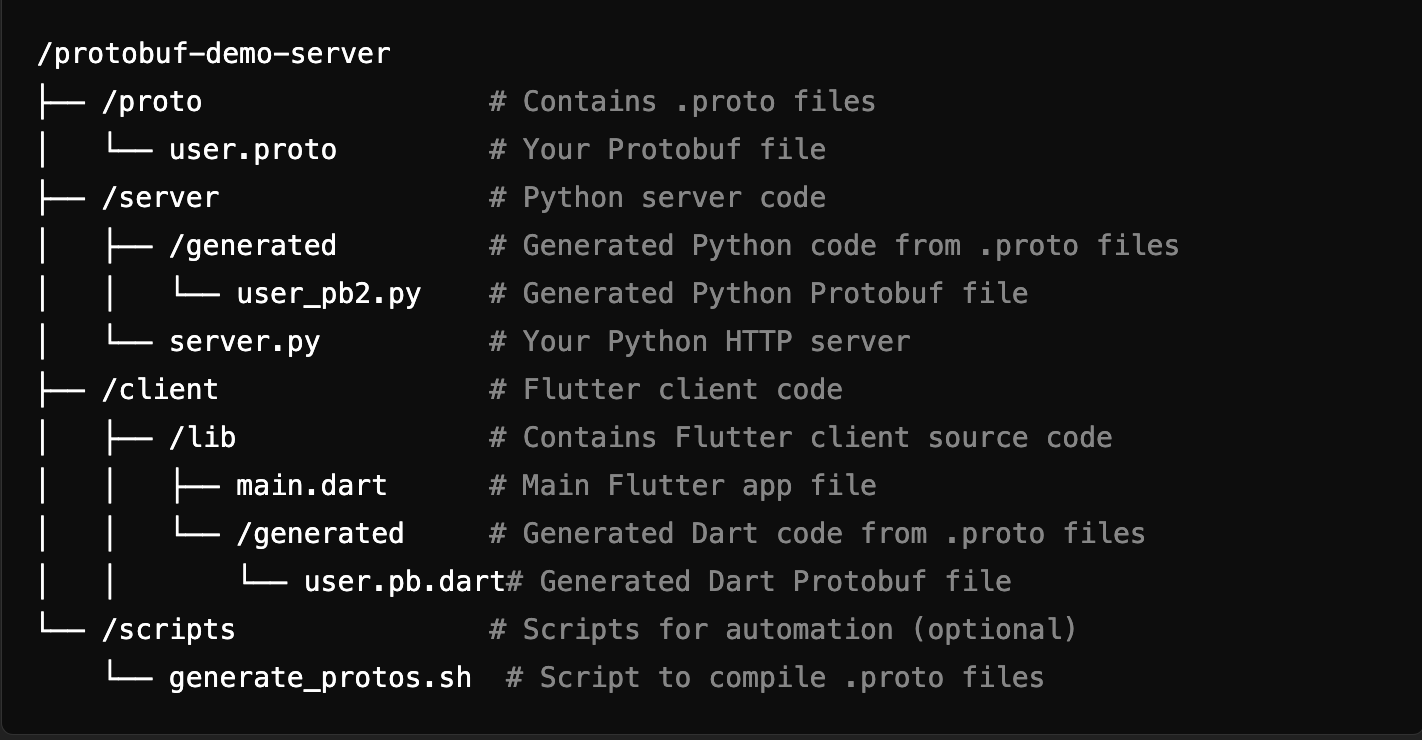 /protobuf-demo-server
├── /proto                 # Contains .proto files
│   └── user.proto         # Your Protobuf file
├── /server                # Python server code
│   ├── /generated         # Generated Python code from .proto files
│   │   └── user_pb2.py    # Generated Python Protobuf file
│   └── server.py          # Your Python HTTP server
├── /client                # Flutter client code
│   ├── /lib               # Contains Flutter client source code
│   │   ├── main.dart      # Main Flutter app file
│   │   └── /generated     # Generated Dart code from .proto files
│   │       └── user.pb.dart# Generated Dart Protobuf file
└── /scripts               # Scripts for automation (optional)
    └── generate_protos.sh  # Script to compile .proto files